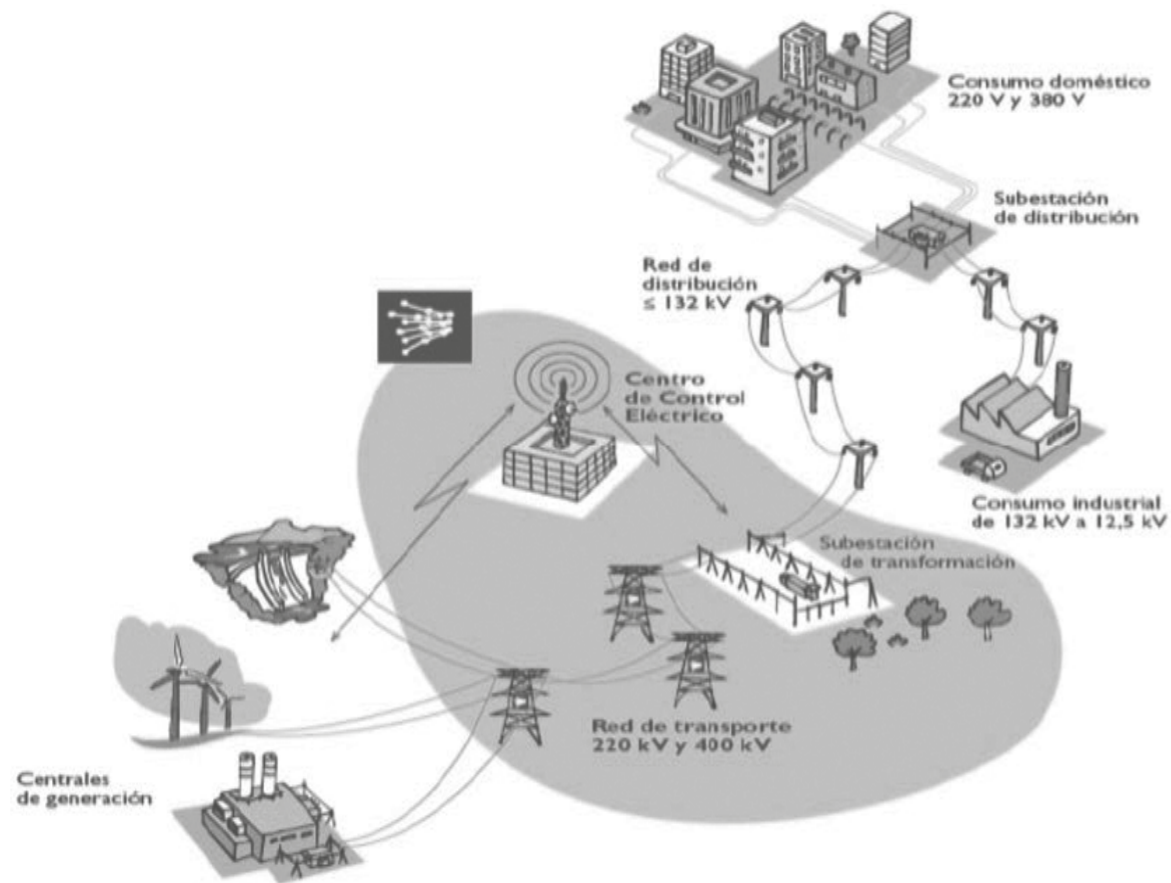 Consumo doméstico
220 V y 380 V
Subestación
de distribución
Red de
distribución
≤ 132 kV
Centro
de Control
Eléctrico
Consumo industrial
de 132 kV a 12,5 kV
Subestación
de transformación
Red de transporte
220 kV y 400 kV
Centrales
de generación